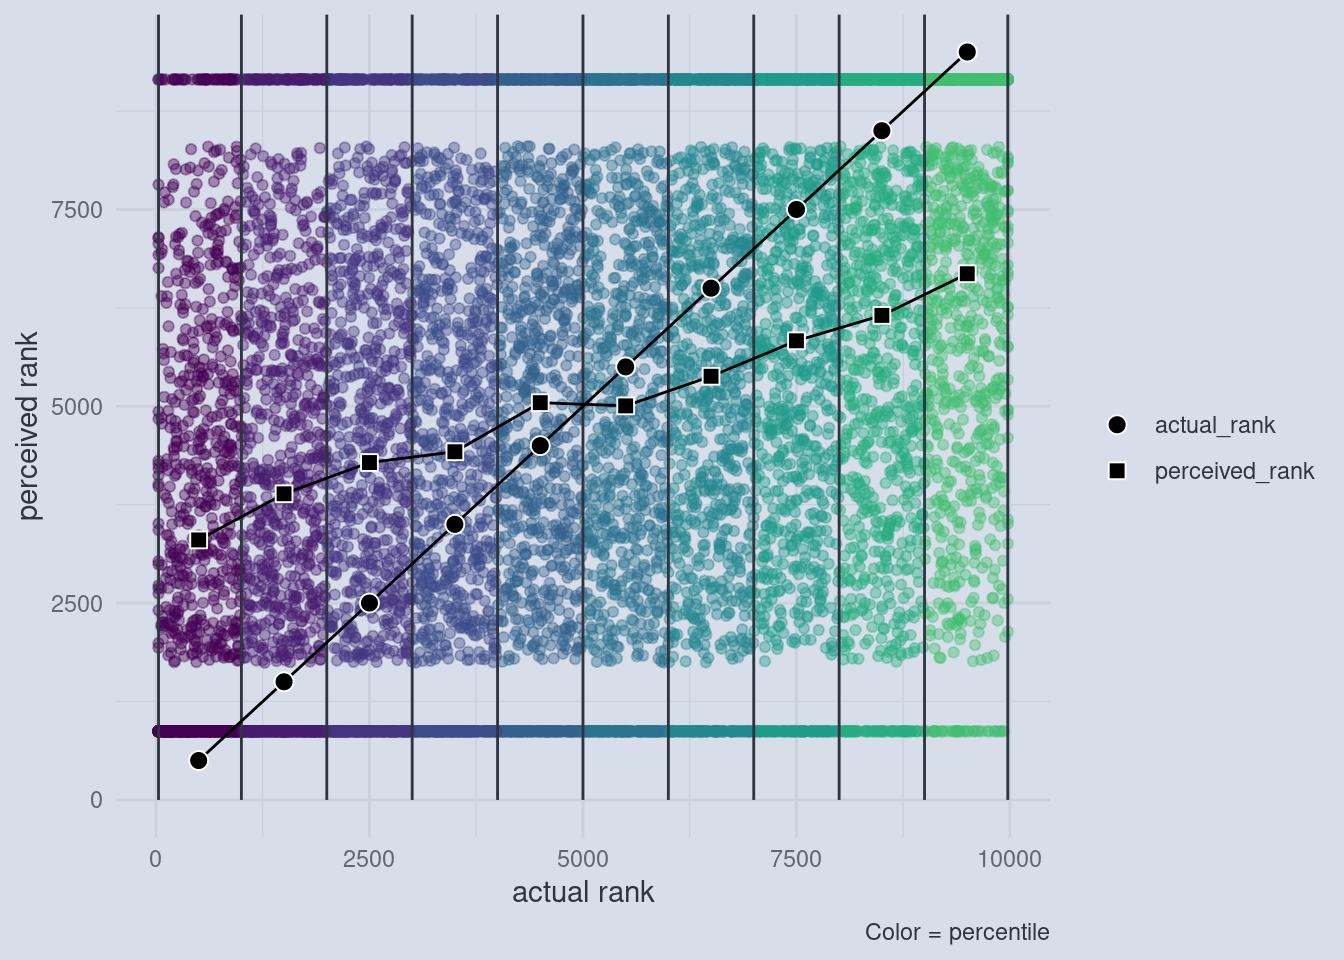 perceived rank
7500
5000
2500
0
0 2500 5000 7500 10000
actual rank
Color = percentile
actual_rank
perceived_rank